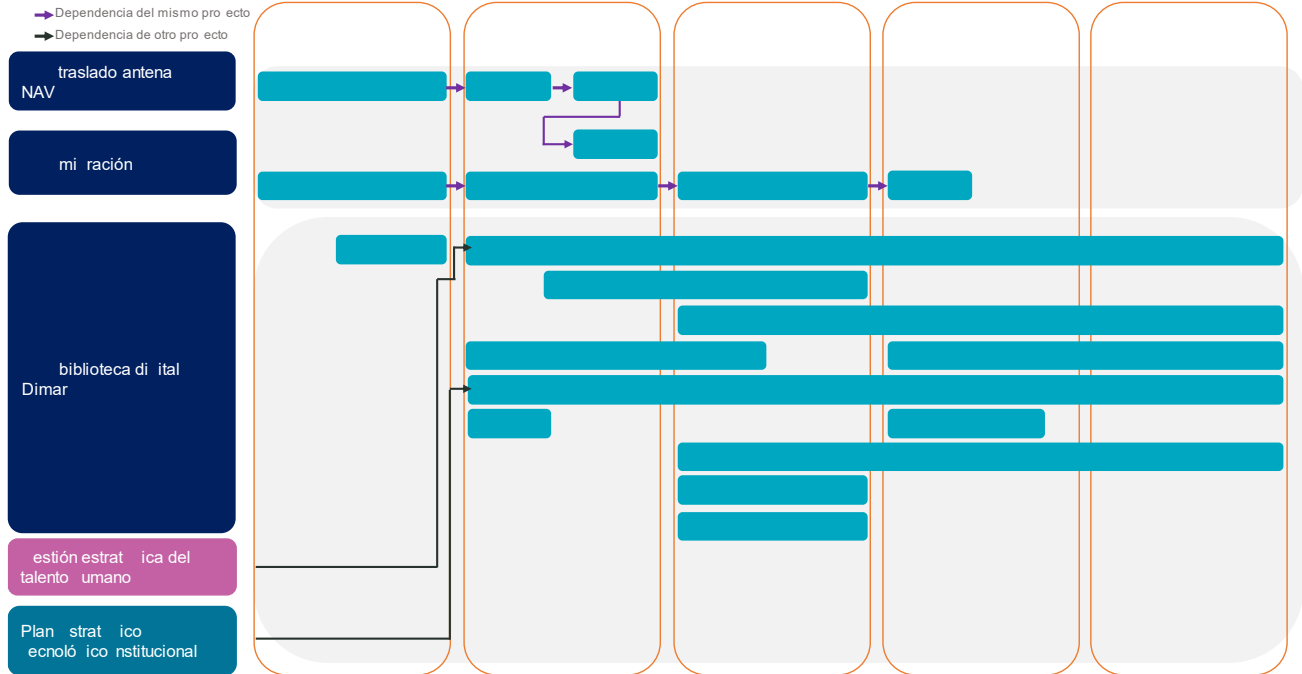 Dependencia del mismo pro ecto
Dependencia de otro pro ecto
traslado antena
NAV
mi ración
biblioteca di ital
Dimar
estión estrat ica del
talento umano
Plan strat ico
ecnoló ico nstitucional